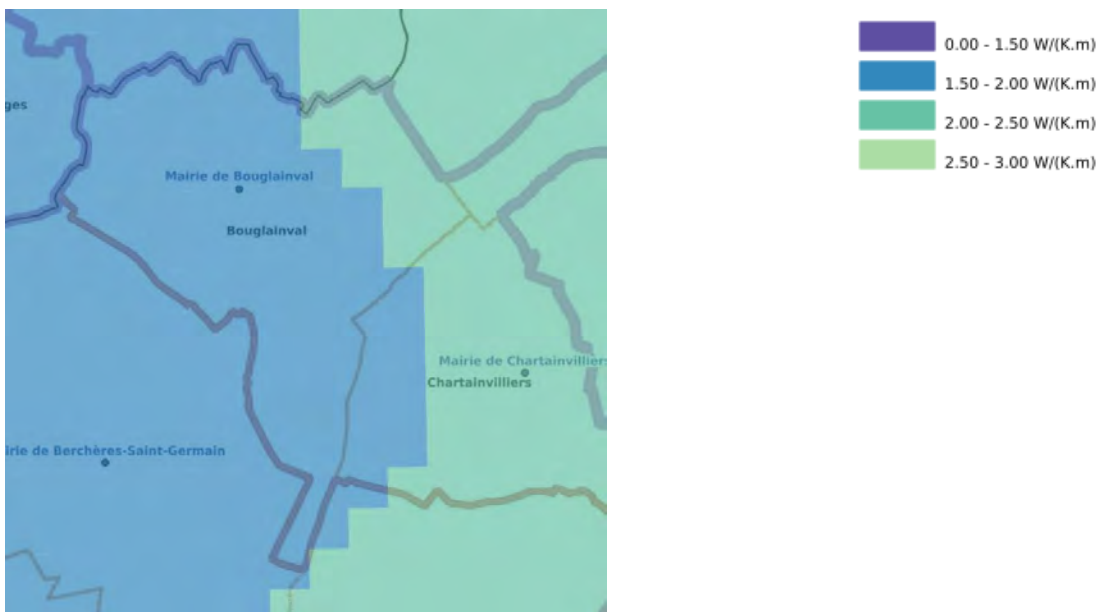 0.00 - 1.50 W/(K.m)
ges
1.50 - 2.00 W/(K.m)
2.00 - 2.50 W/(K.m)
2.50 - 3.00 W/(K.m)
Mairie de Bouglainval
Bouglainval
Mairie de Chartainvilliers
Chartainvilliers
irie de Berchères-Saint-Germain